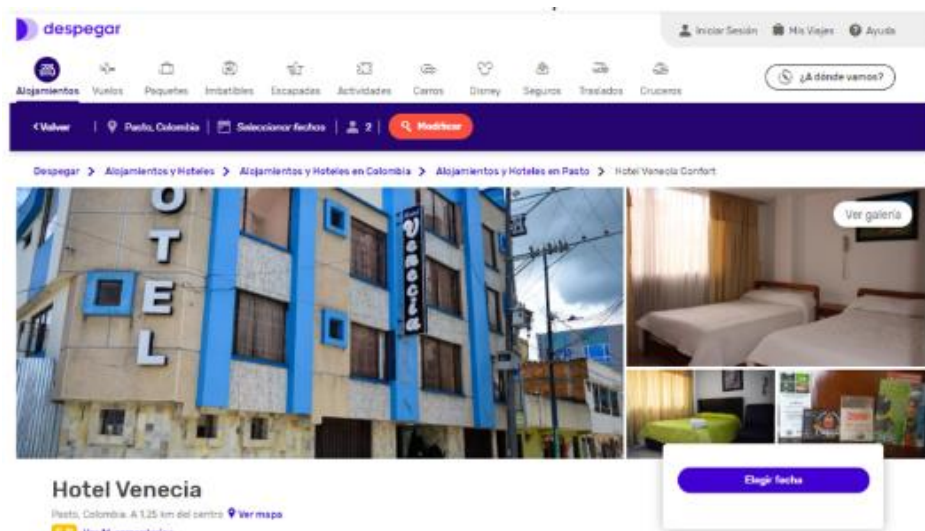 despegar
Iniciar Sesión Mis Viajes Ayuda
Alojamientos Vuelos Paquetes Imbatibles Escapadas Actividades Carros Disney Seguros Traslados Cruceros
¿A dónde vamos?
<Volver | Pasto, Colombia | Seleccionar fechas | 2 | Modificar
Despegar > Alojamientos y Hoteles > Alojamientos y Hoteles en Colombia > Alojamientos y Hoteles en Pasto > Hotel Venecia Confort
OTEL
Venecia
Ver galería
Elegir fecha
Hotel Venecia
Pasto, Colombia. A 1,25 km del centro Ver mapa